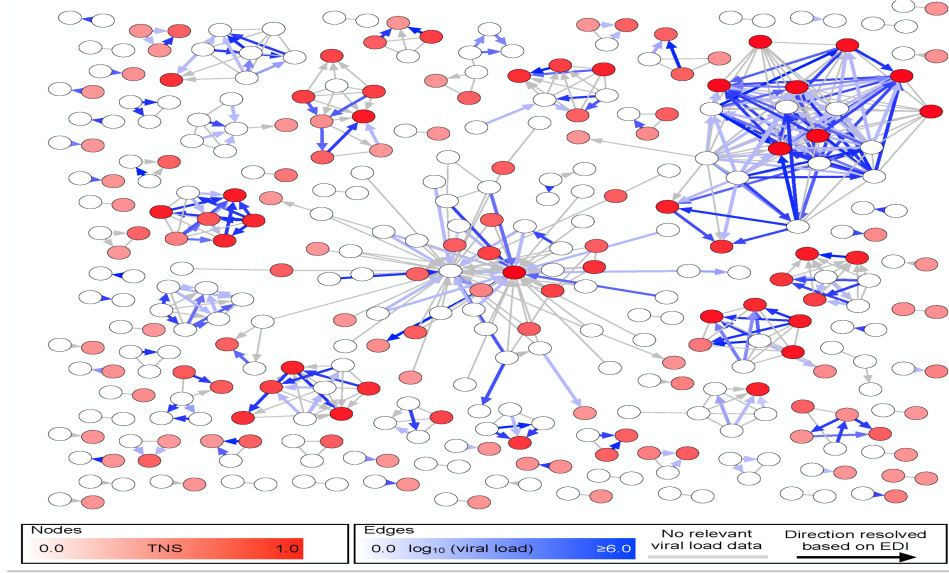 Nodes
0.0 TNS 1.0
Edges
0.0 log₁₀ (viral load) ≥6.0
No relevant
viral load data
Direction resolved
based on EDI